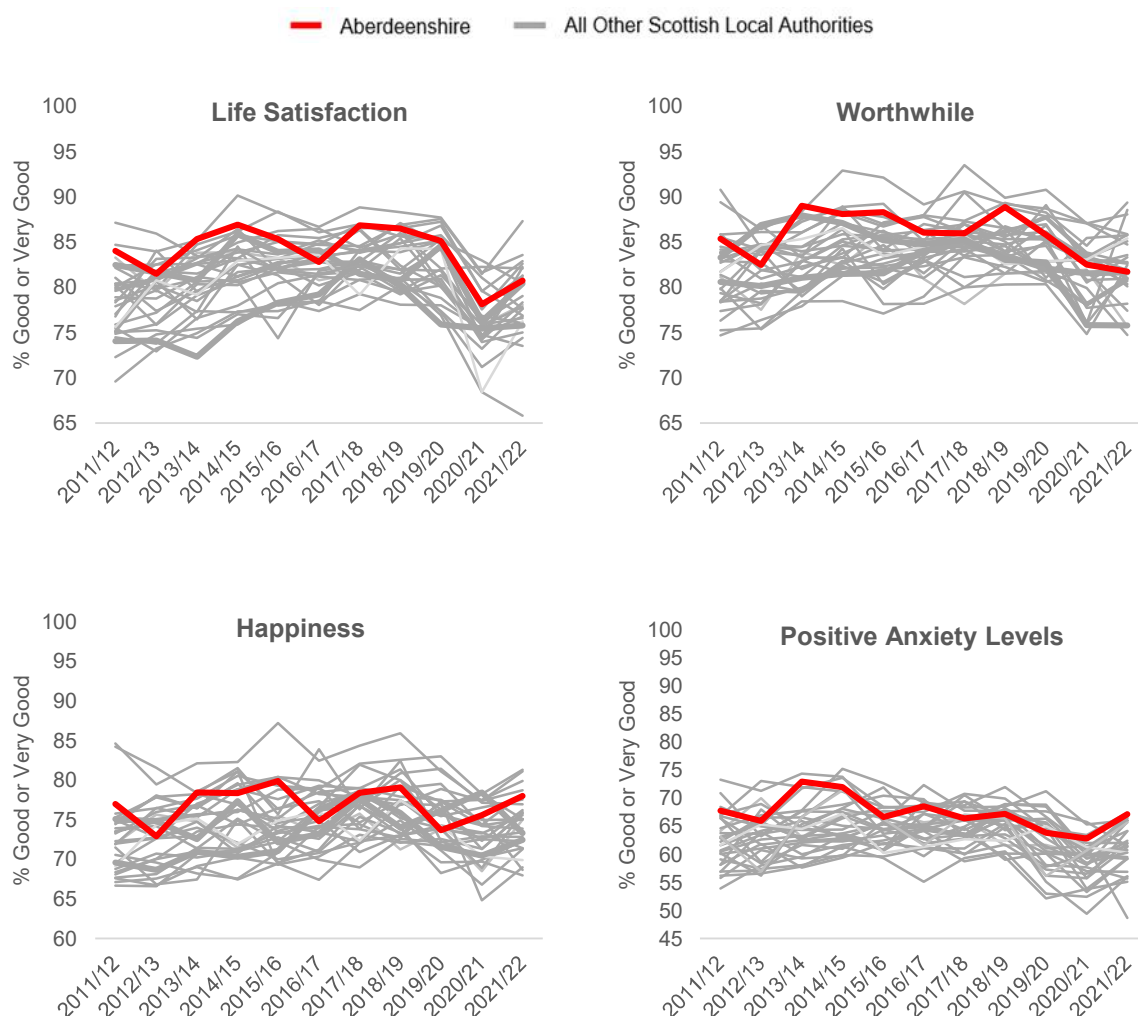 Aberdeenshire All Other Scottish Local Authorities
Life Satisfaction
% Good or Very Good
100
95
90
85
80
75
70
65
2011/12 2012/13 2013/14 2014/15 2015/16 2016/17 2017/18 2018/19 2019/20 2020/21 2021/22
Worthwhile
% Good or Very Good
100
95
90
85
80
75
70
65
2011/12 2012/13 2013/14 2014/15 2015/16 2016/17 2017/18 2018/19 2019/20 2020/21 2021/22
Happiness
% Good or Very Good
100
95
90
85
80
75
70
65
60
2011/12 2012/13 2013/14 2014/15 2015/16 2016/17 2017/18 2018/19 2019/20 2020/21 2021/22
Positive Anxiety Levels
% Good or Very Good
100
95
90
85
80
75
70
65
60
55
50
45
2011/12 2012/13 2013/14 2014/15 2015/16 2016/17 2017/18 2018/19 2019/20 2020/21 2021/22